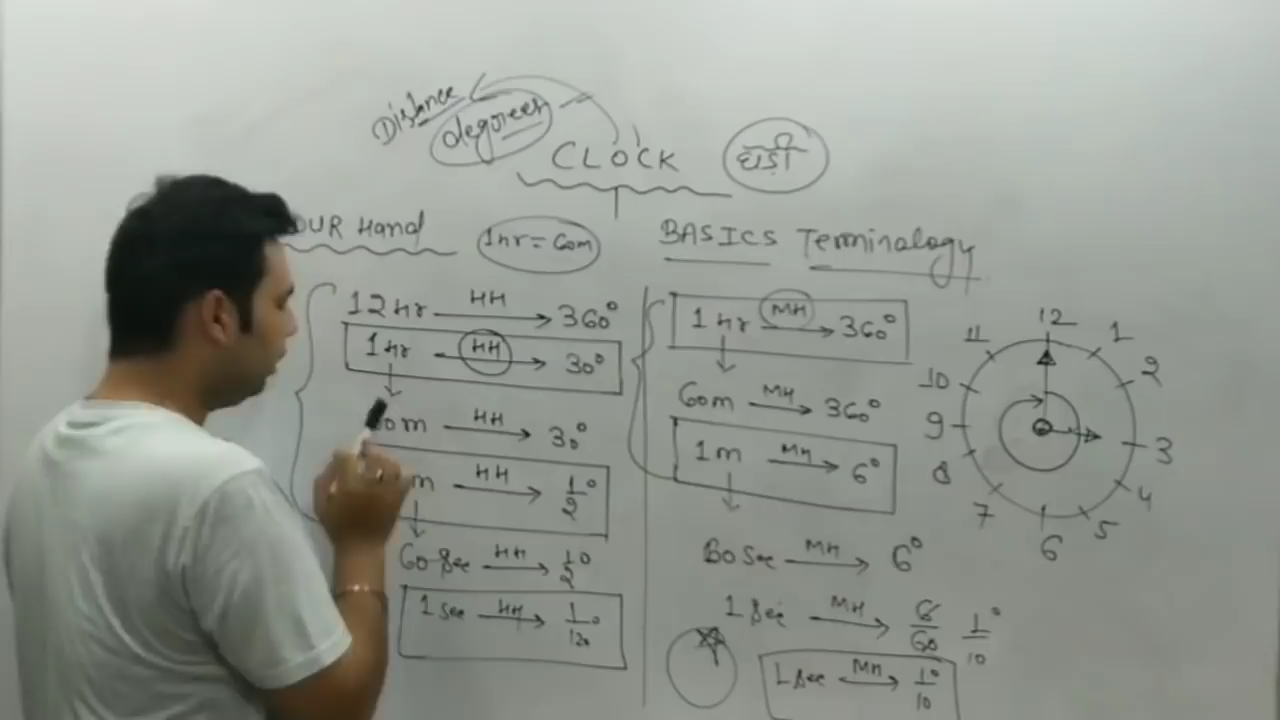 Distance
degrees
CLOCK घड़ी
OUR Hand 1hr = 60m
12hr HH 360°
1hr HH 30°
60m HH 30°
m HH 1/2°
60 Sec HH 1/2°
1 Sec HH 1/120°
BASICS Terminology
1hr MH 360°
60m MH 360°
1m MH 6°
60 Sec MH 6°
1 Sec MH 6/60 1/10°
1 Sec MH 1/10°
12
1
2
3
4
5
6
7
8
9
10
11